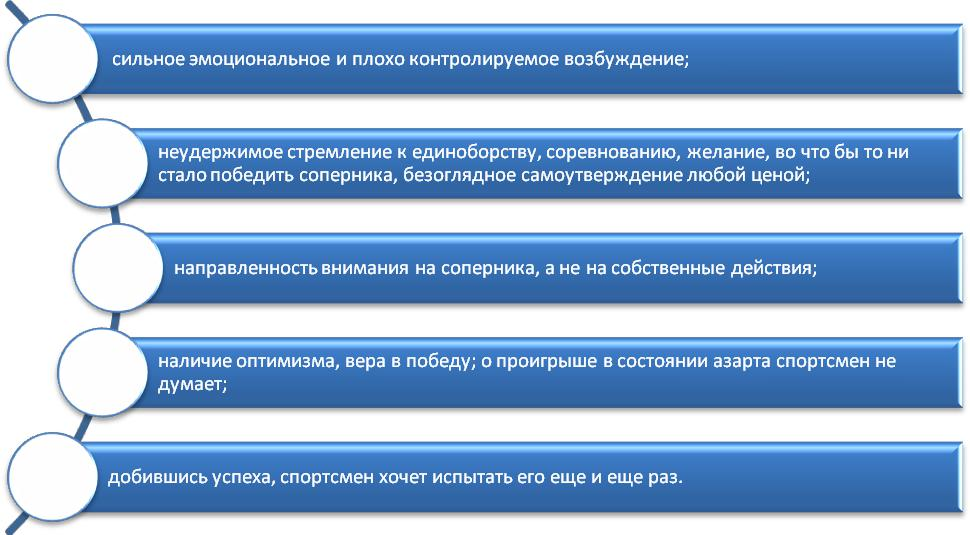 сильное эмоциональное и плохо контролируемое возбуждение;
неудержимое стремление к единоборству, соревнованию, желание, во что бы то ни
стало победить соперника, безоглядное самоутверждение любой ценой;
направленность внимания на соперника, а не на собственные действия;
наличие оптимизма, вера в победу; о проигрыше в состоянии азарта спортсмен не
думает;
добившись успеха, спортсмен хочет испытать его еще и еще раз.